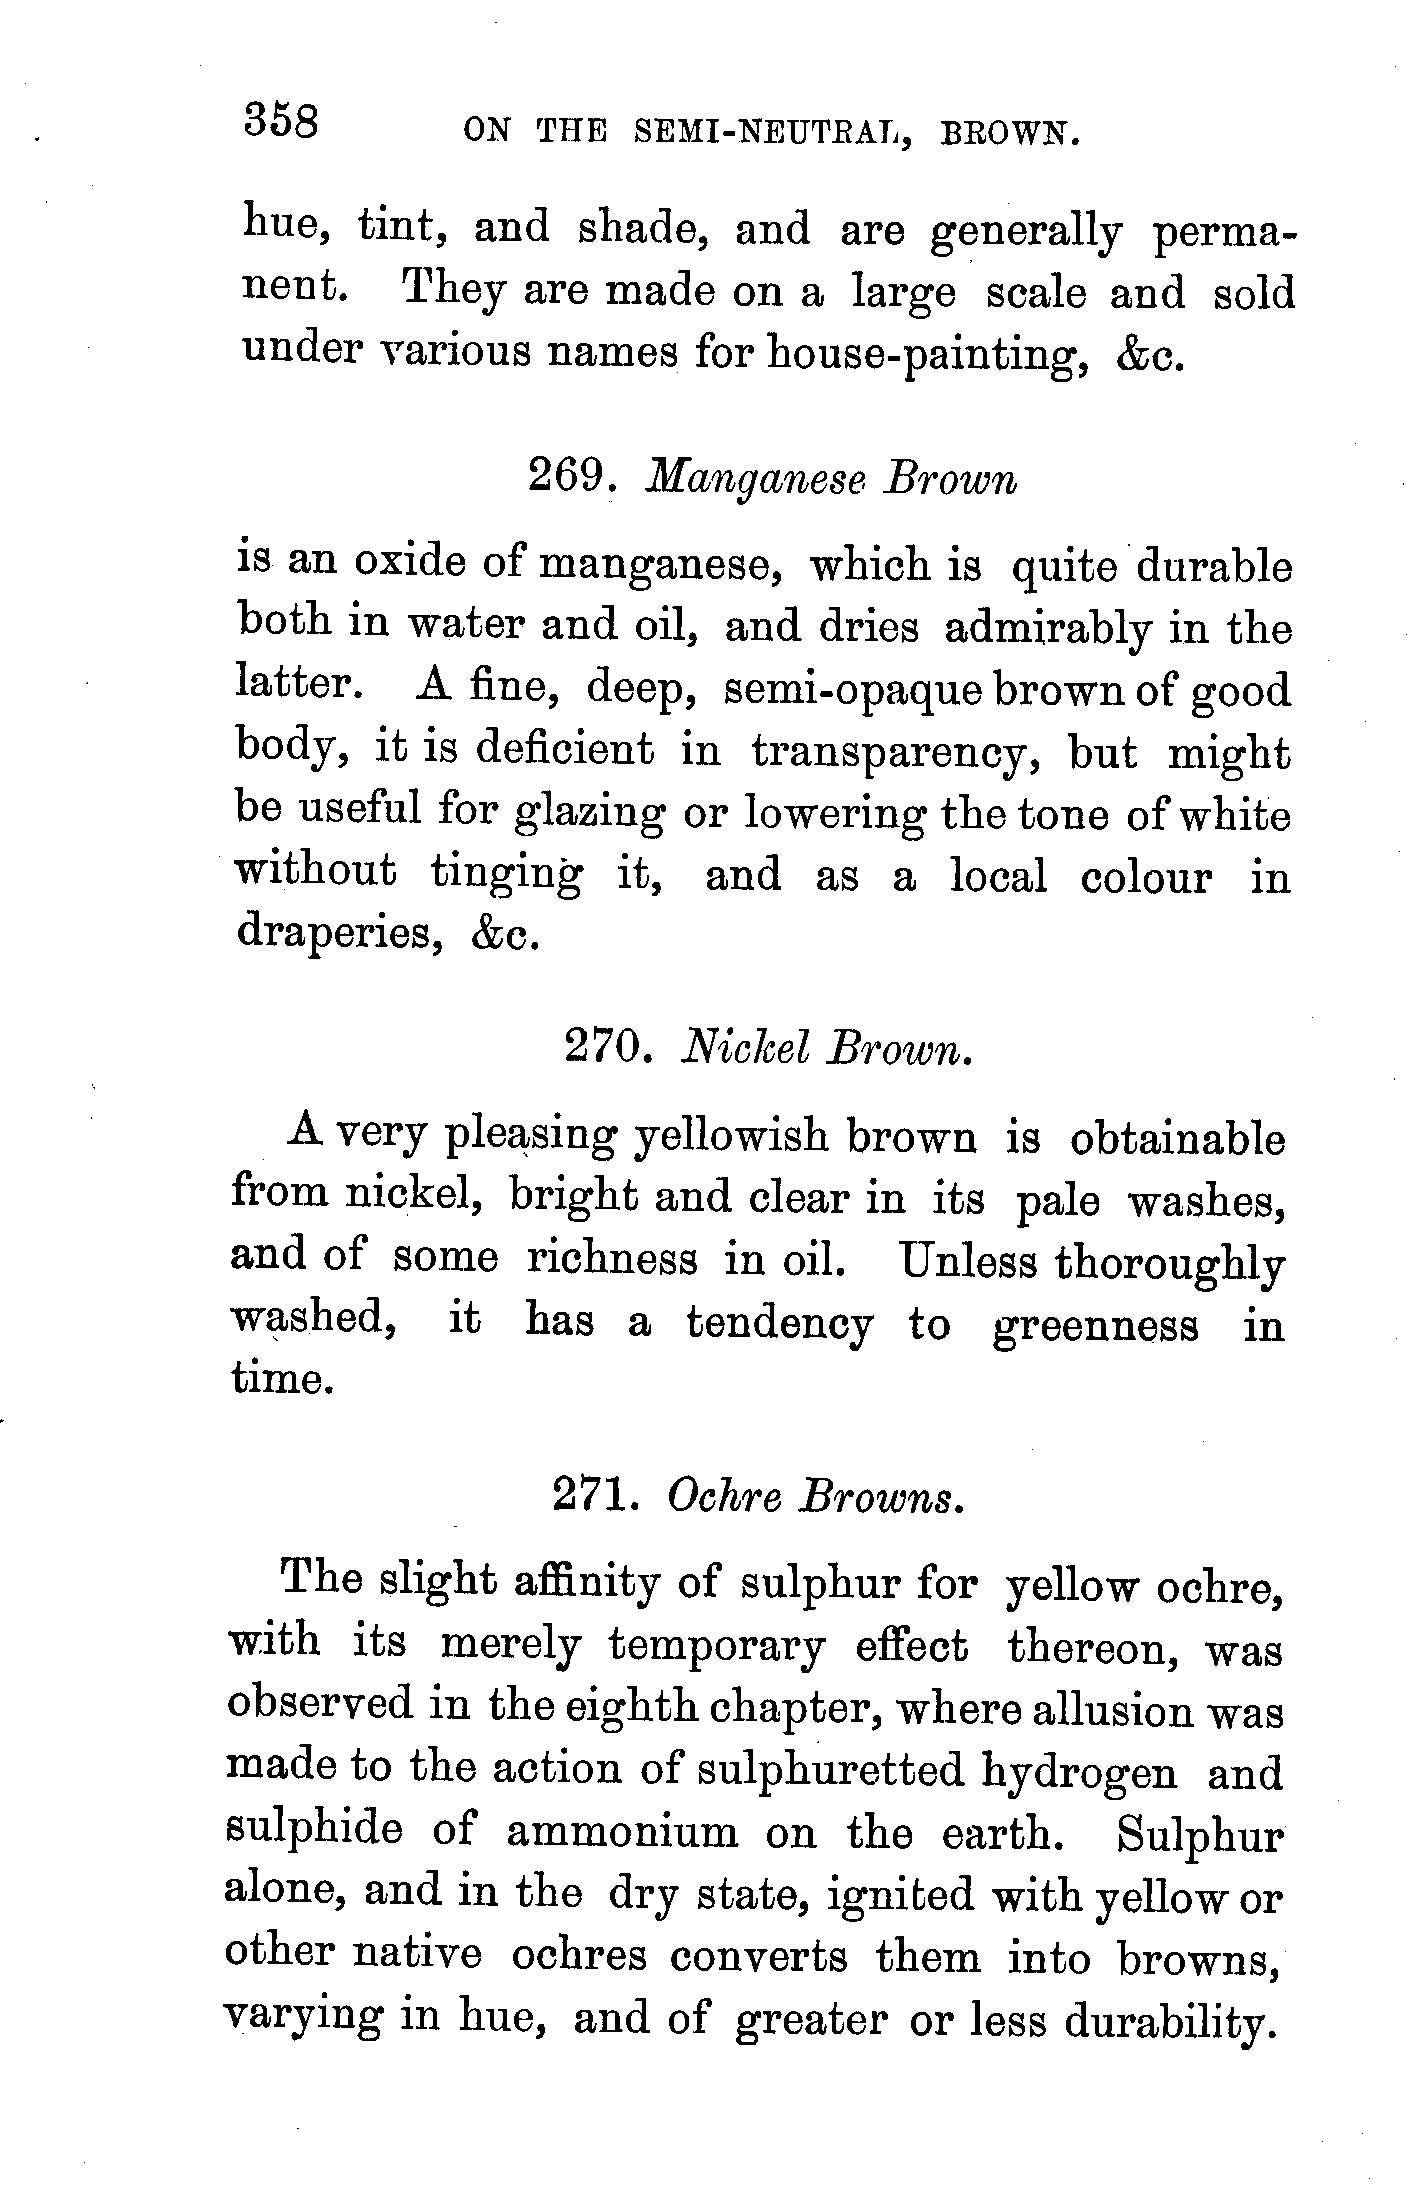 358 ON THE SEMI-NEUTRAL, BROWN.
hue, tint, and shade, and are generally perma-
nent. They are made on a large scale and sold
under various names for house-painting, &c.
269. Manganese Brown
is an oxide of manganese, which is quite durable
both in water and oil, and dries admirably in the
latter. A fine, deep, semi-opaque brown of good
body, it is deficient in transparency, but might
be useful for glazing or lowering the tone of white
without tinging it, and as a local colour in
draperies, &c.
270. Nickel Brown.
A very pleasing yellowish brown is obtainable
from nickel, bright and clear in its pale washes,
and of some richness in oil. Unless thoroughly
washed, it has a tendency to greenness in
time.
271. Ochre Browns.
The slight affinity of sulphur for yellow ochre,
with its merely temporary effect thereon, was
observed in the eighth chapter, where allusion was
made to the action of sulphuretted hydrogen and
sulphide of ammonium on the earth. Sulphur
alone, and in the dry state, ignited with yellow or
other native ochres converts them into browns,
varying in hue, and of greater or less durability.